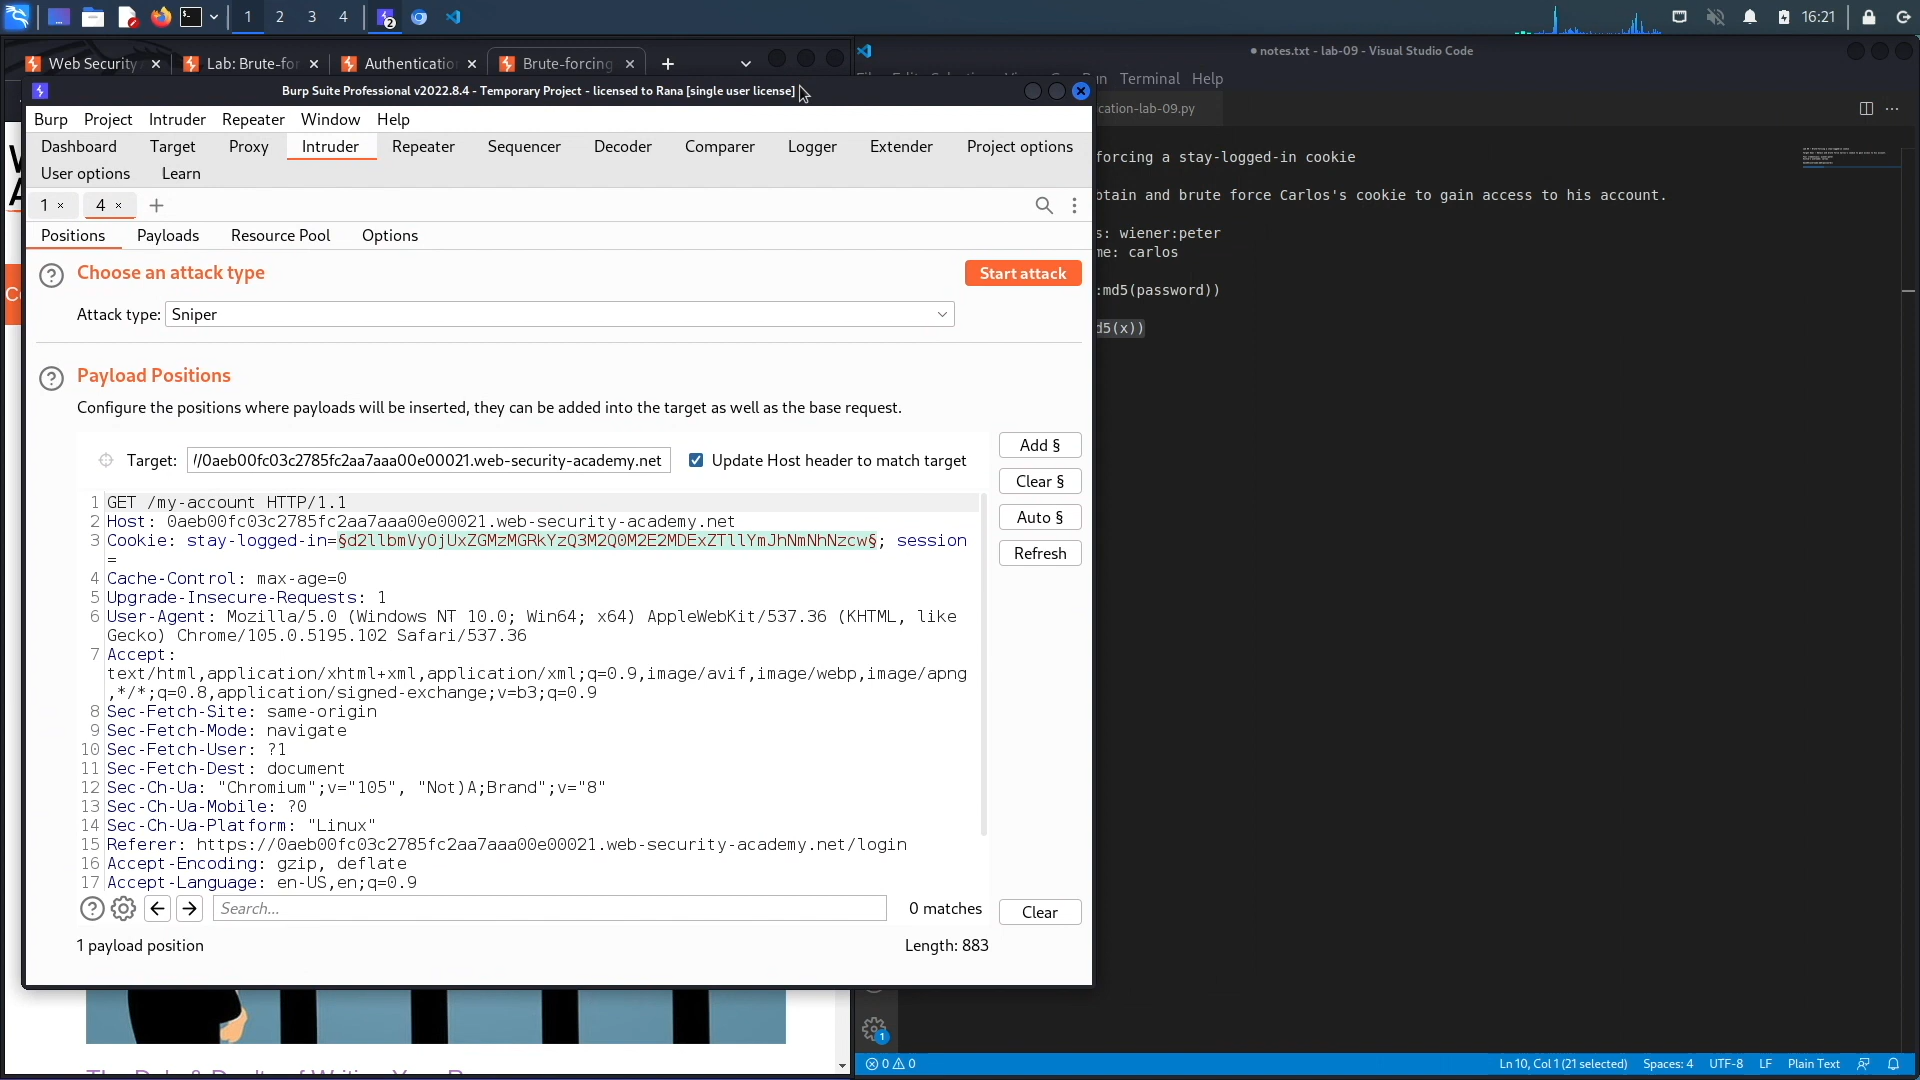 1
2
3
4
2
16:21
Web Security
Lab: Brute-for
Authentication
Brute-forcing
notes.txt - lab-09 - Visual Studio Code
Terminal Help
cation-lab-09.py
Burp Suite Professional v2022.8.4 - Temporary Project - licensed to Rana [single user license]
Burp Project Intruder Repeater Window Help
Dashboard Target Proxy Intruder Repeater Sequencer Decoder Comparer Logger Extender Project options
User options Learn
1 × 4 ×
Positions Payloads Resource Pool Options
Choose an attack type
Start attack
Attack type: Sniper
Payload Positions
Configure the positions where payloads will be inserted, they can be added into the target as well as the base request.
Target: //0aeb00fc03c2785fc2aa7aaa00e00021.web-security-academy.net
Update Host header to match target
Add §
Clear §
Auto §
Refresh
1 GET /my-account HTTP/1.1
2 Host: 0aeb00fc03c2785fc2aa7aaa00e00021.web-security-academy.net
3 Cookie: stay-logged-in=§d2llbmVyOjUxZGMzMGRkYzQ3M2Q0M2E2MDExZTllYmJhNmNhNzcw§; session
=
4 Cache-Control: max-age=0
5 Upgrade-Insecure-Requests: 1
6 User-Agent: Mozilla/5.0 (Windows NT 10.0; Win64; x64) AppleWebKit/537.36 (KHTML, like
Gecko) Chrome/105.0.5195.102 Safari/537.36
7 Accept:
text/html,application/xhtml+xml,application/xml;q=0.9,image/avif,image/webp,image/apng
,*/*;q=0.8,application/signed-exchange;v=b3;q=0.9
8 Sec-Fetch-Site: same-origin
9 Sec-Fetch-Mode: navigate
10 Sec-Fetch-User: ?1
11 Sec-Fetch-Dest: document
12 Sec-Ch-Ua: "Chromium";v="105", "Not)A;Brand";v="8"
13 Sec-Ch-Ua-Mobile: ?0
14 Sec-Ch-Ua-Platform: "Linux"
15 Referer: https://0aeb00fc03c2785fc2aa7aaa00e00021.web-security-academy.net/login
16 Accept-Encoding: gzip, deflate
17 Accept-Language: en-US,en;q=0.9
Search...
0 matches
Clear
1 payload position
Length: 883
forcing a stay-logged-in cookie
btain and brute force Carlos's cookie to gain access to his account.
s: wiener:peter
me: carlos
:md5(password))
d5(x))
1
0 0
Ln 10, Col 1 (21 selected) Spaces: 4 UTF-8 LF Plain Text